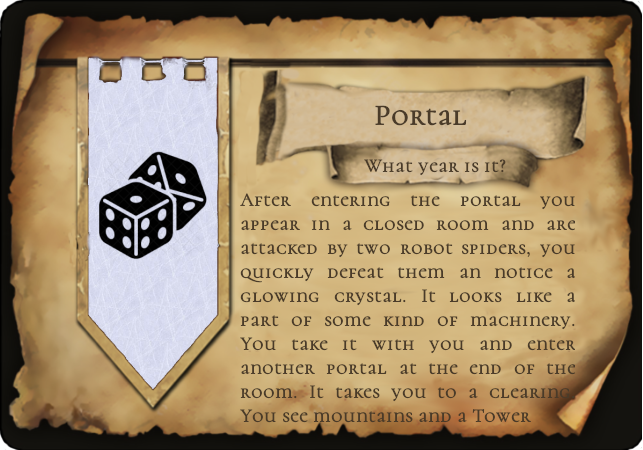 Portal
What year is it?
After entering the portal you
appear in a closed room and are
attacked by two robot spiders, you
quickly defeat them an notice a
glowing crystal. It looks like a
part of some kind of machinery.
You take it with you and enter
another portal at the end of the
room. It takes you to a clearing.
You see mountains and a Tower